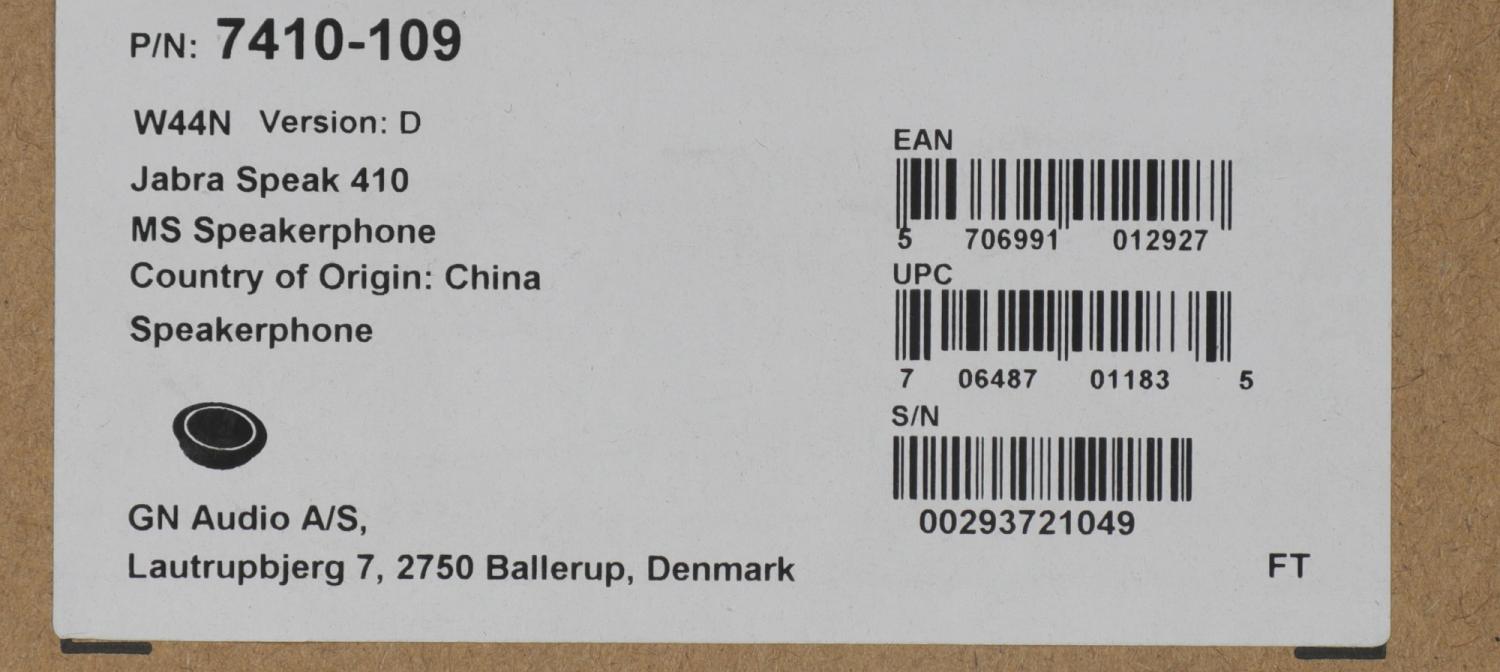 P/N: 7410-109
W44N Version: D
Jabra Speak 410
MS Speakerphone
Country of Origin: China
Speakerphone
GN Audio A/S,
Lautrupbjerg 7, 2750 Ballerup, Denmark
EAN
5 706991 012927
UPC
7 06487 01183 5
S/N
00293721049
FT